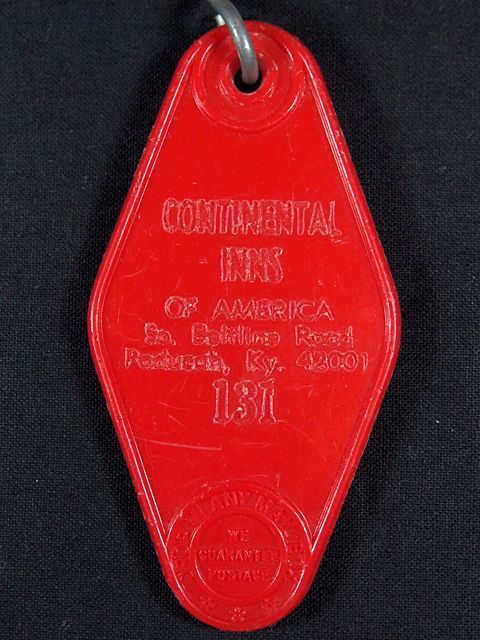 CONTINENTAL
INNS
OF AMERICA
So. Beltline Road
Paducah, Ky. 42001
131
WE
GUARANTEE
POSTAGE